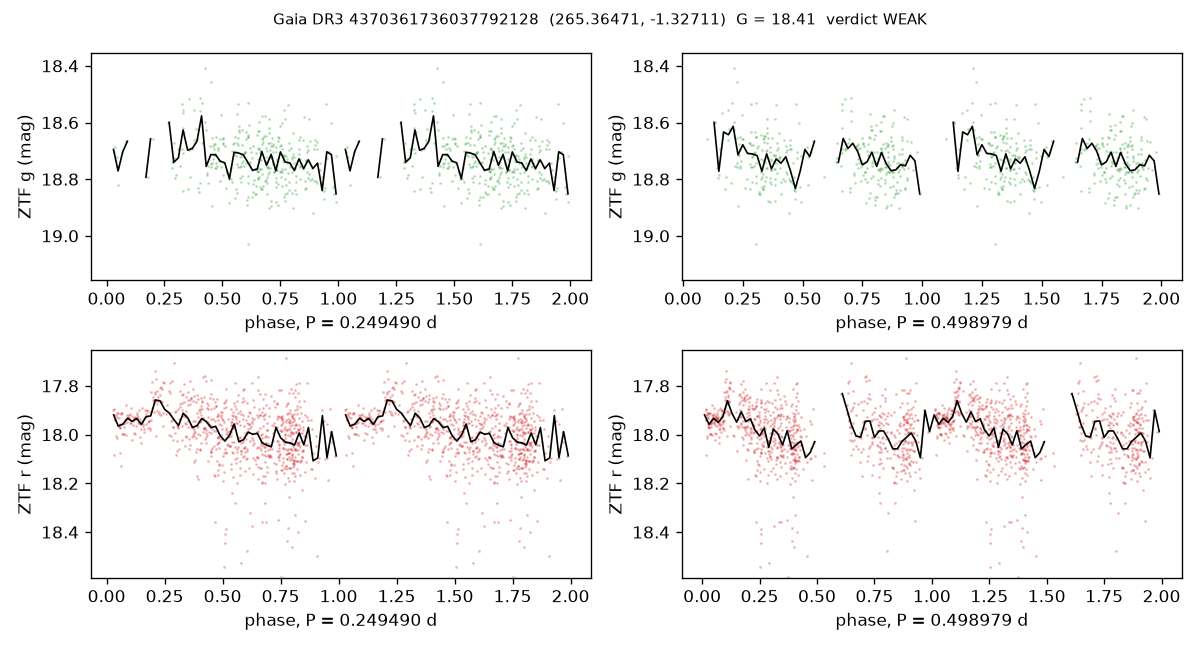 Gaia DR3 4370361736037792128 (265.36471, -1.32711) G = 18.41 verdict WEAK
ZTF g (mag)
18.4
18.6
18.8
19.0
0.00 0.25 0.50 0.75 1.00 1.25 1.50 1.75 2.00
phase, P = 0.249490 d
ZTF g (mag)
18.4
18.6
18.8
19.0
0.00 0.25 0.50 0.75 1.00 1.25 1.50 1.75 2.00
phase, P = 0.498979 d
ZTF r (mag)
17.8
18.0
18.2
18.4
0.00 0.25 0.50 0.75 1.00 1.25 1.50 1.75 2.00
phase, P = 0.249490 d
ZTF r (mag)
17.8
18.0
18.2
18.4
0.00 0.25 0.50 0.75 1.00 1.25 1.50 1.75 2.00
phase, P = 0.498979 d